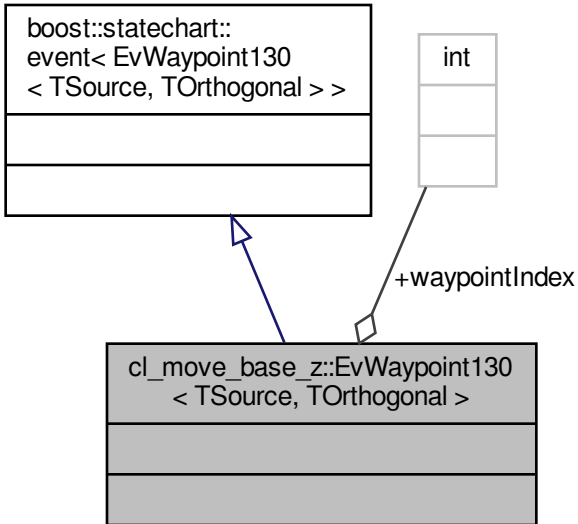 boost::statechart::
event< EvWaypoint130
< TSource, TOrthogonal > >
int
+waypointIndex
cl_move_base_z::EvWaypoint130
< TSource, TOrthogonal >